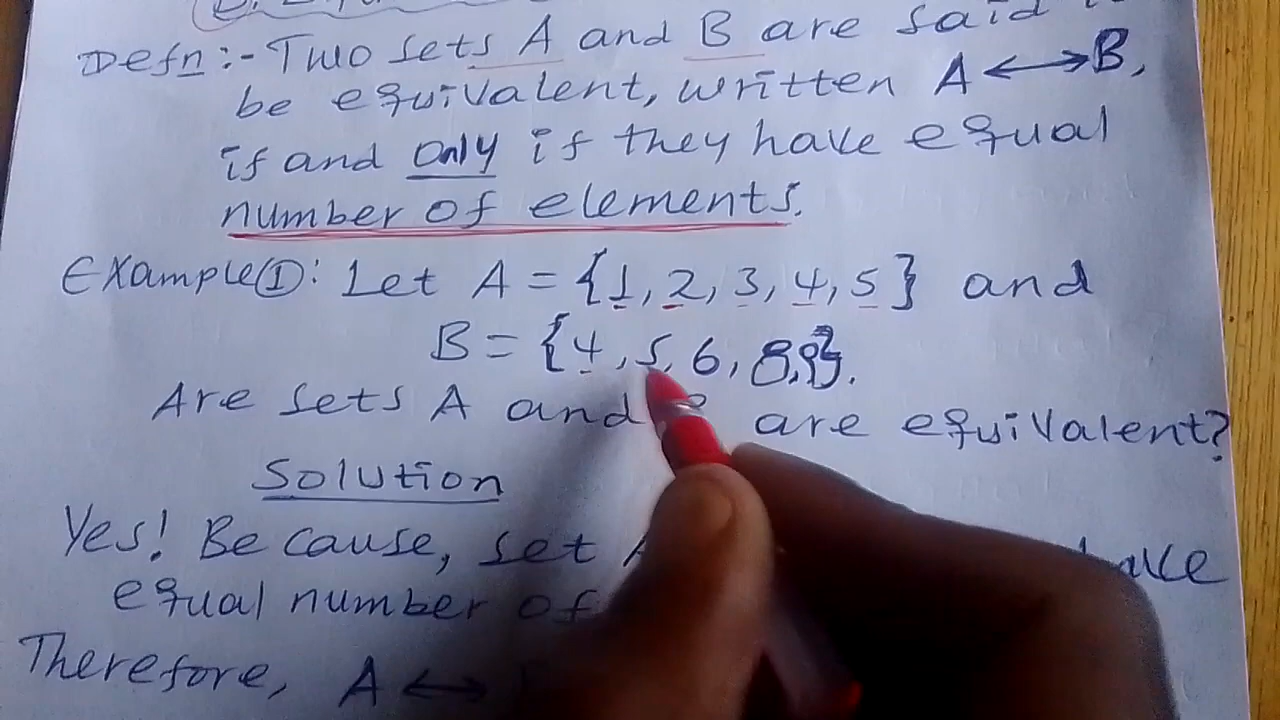 Defn:- Two sets A and B are said
be equivalent, written A ↔ B,
if and only if they have equal
number of elements.
Example ①: Let A = {1, 2, 3, 4, 5} and
B = {4, 5, 6, 8, 9}.
Are sets A and are equivalent?
Solution
Yes! Because, set
equal number of
Therefore, A ↔